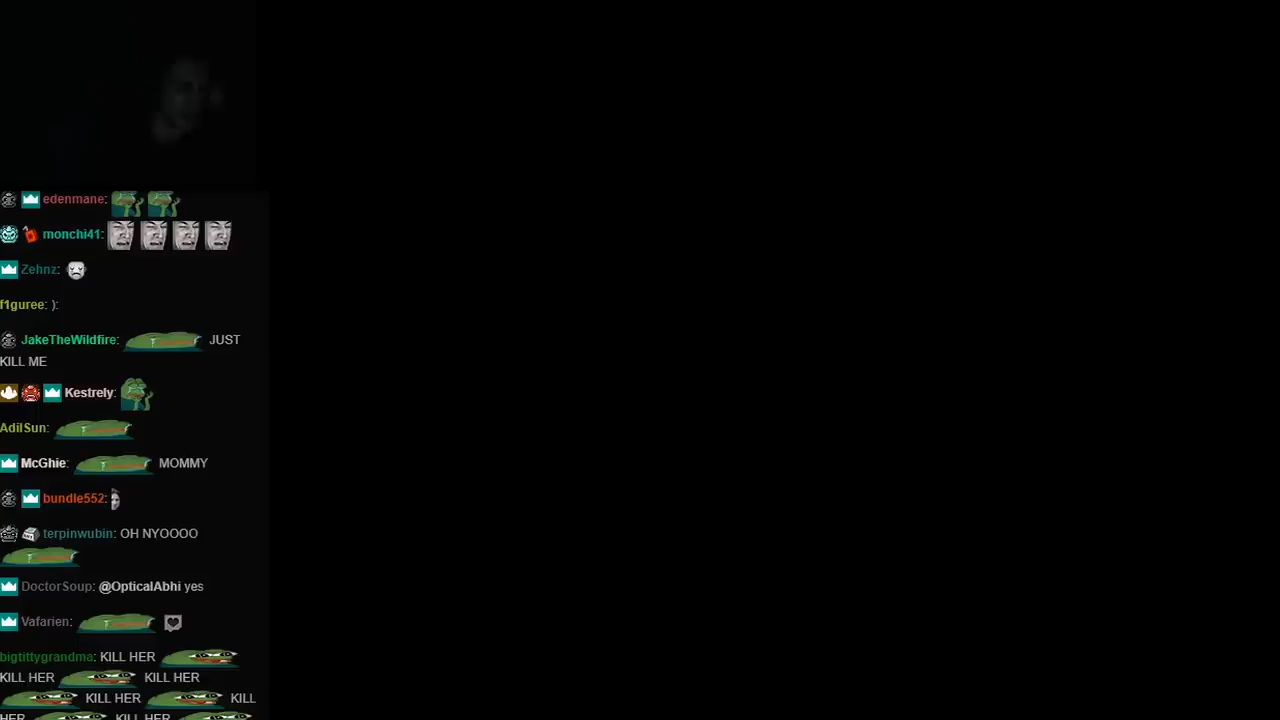 edenmane:
monchi41:
Zehnz:
f1guree: ):
JakeTheWildfire: JUST
KILL ME
Kestrely:
AdilSun:
McGhie: MOMMY
bundle552:
terpinwubin: OH NYOOOO
DoctorSoup: @OpticalAbhi yes
Vafarien:
bigtittygrandma: KILL HER
KILL HER KILL HER
KILL HER KILL
HER KILL HER